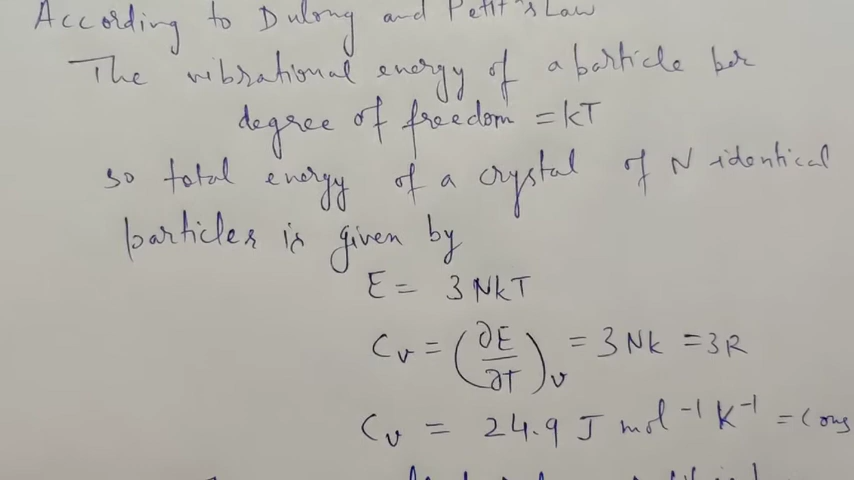 According to Dulong and Petit's Law
The vibrational energy of a particle per
degree of freedom = kT
so total energy of a crystal of N identical
particles is given by
E = 3NkT
Cv = (∂E/∂T)v = 3Nk = 3R
Cv = 24.9 J mol⁻¹ K⁻¹ = Cons